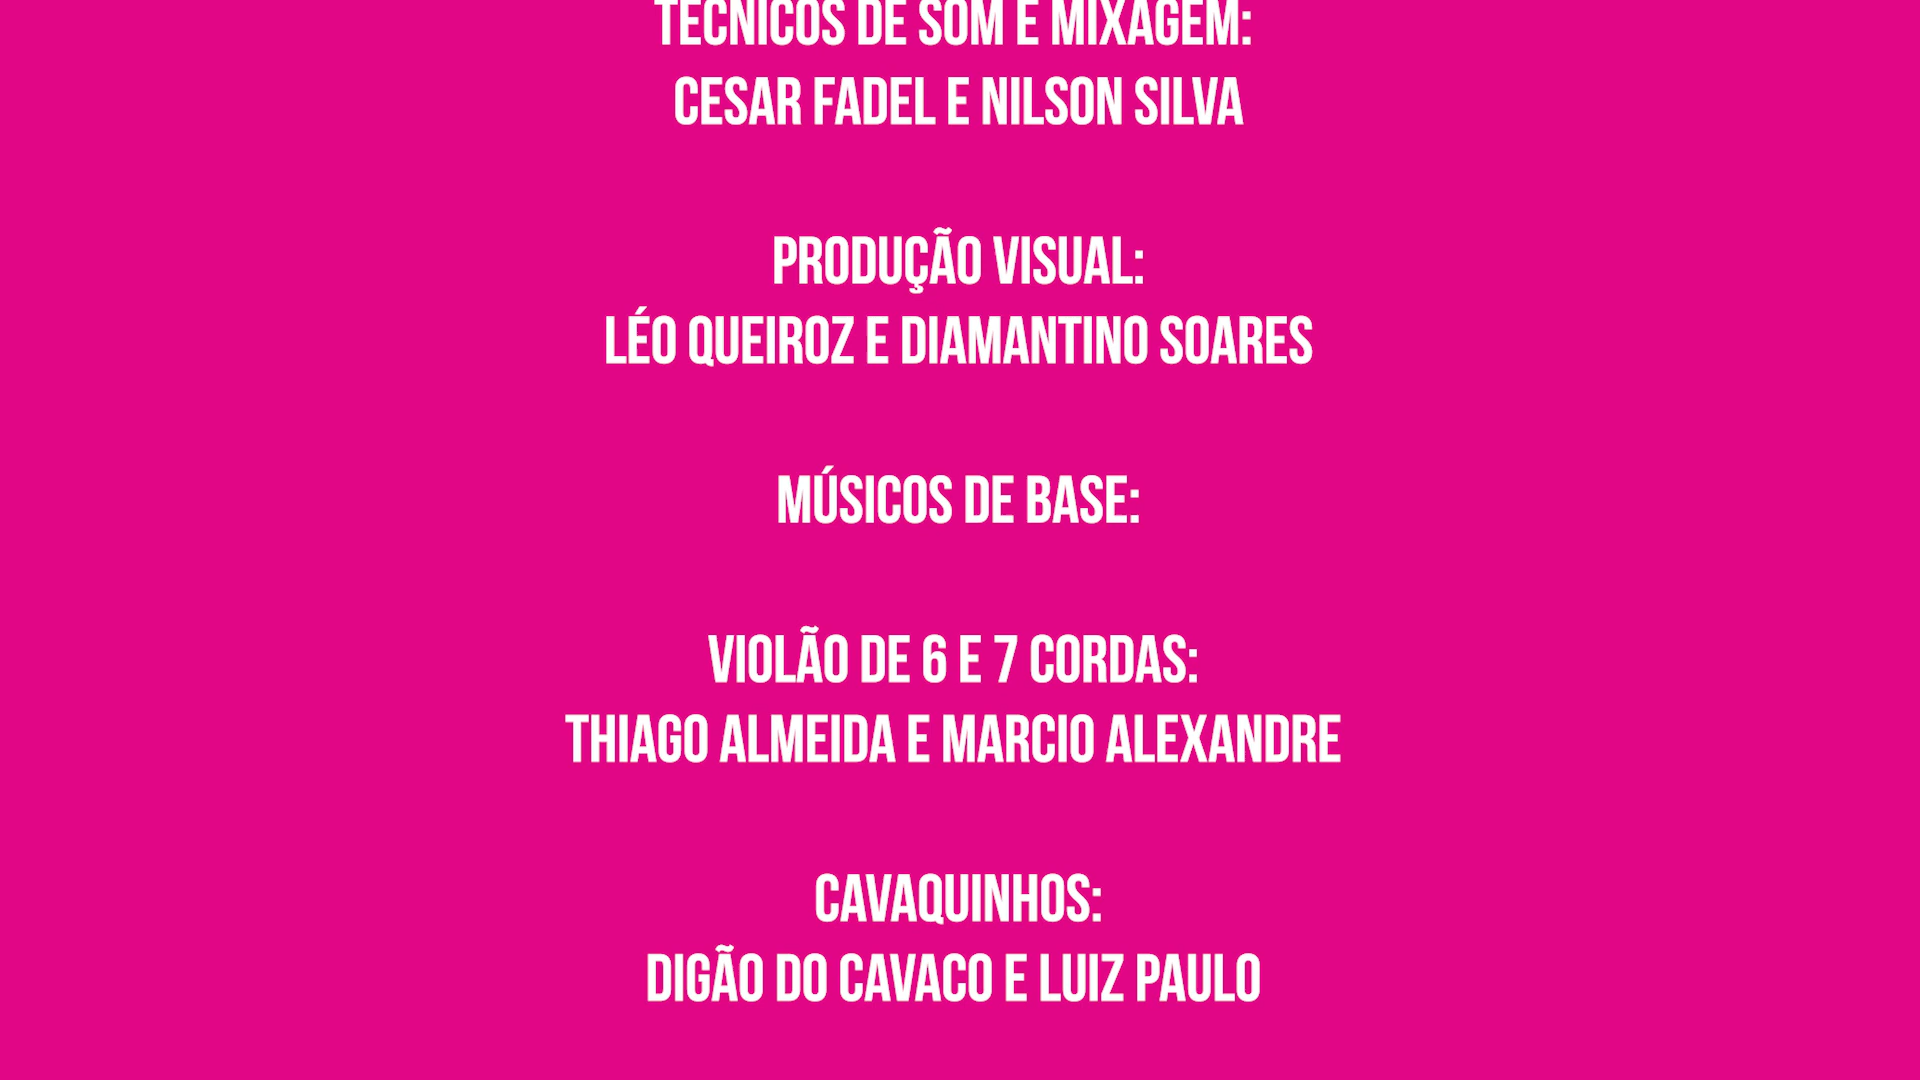 TÉCNICOS DE SOM E MIXAGEM:
CESAR FADEL E NILSON SILVA
PRODUÇÃO VISUAL:
LÉO QUEIROZ E DIAMANTINO SOARES
MÚSICOS DE BASE:
VIOLÃO DE 6 E 7 CORDAS:
THIAGO ALMEIDA E MARCIO ALEXANDRE
CAVAQUINHOS:
DIGÃO DO CAVACO E LUIZ PAULO